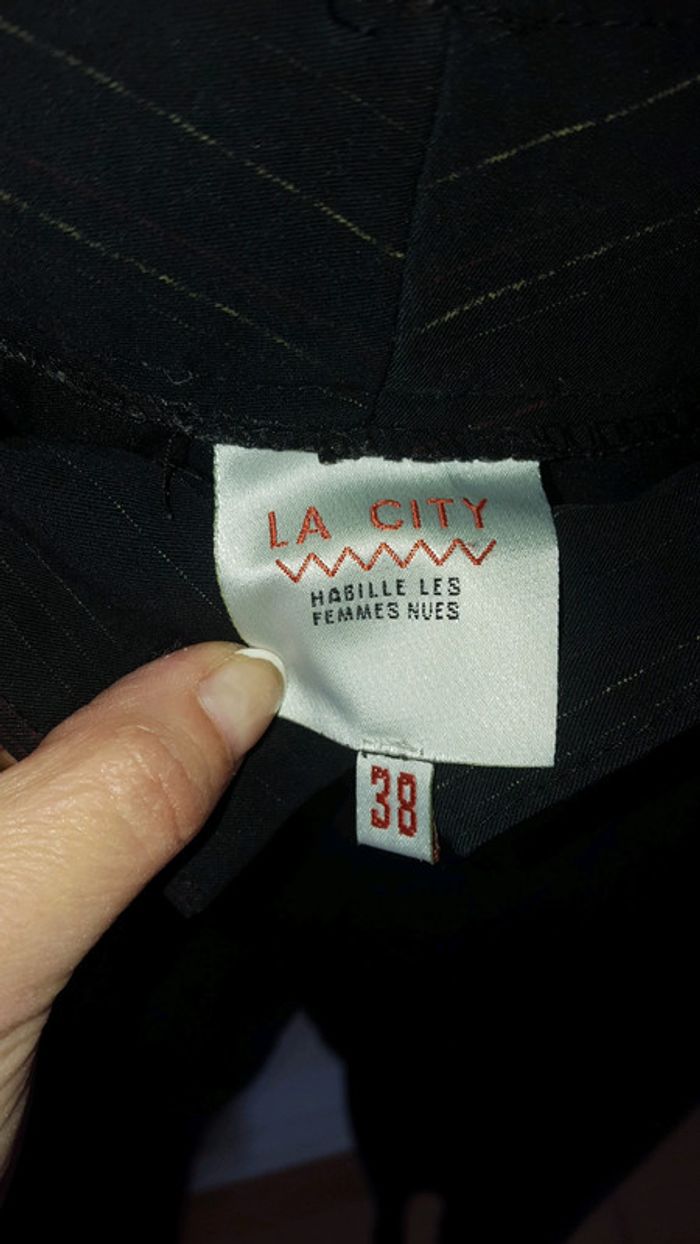 LA CITY
HABILLE LES
FEMMES NUES
38